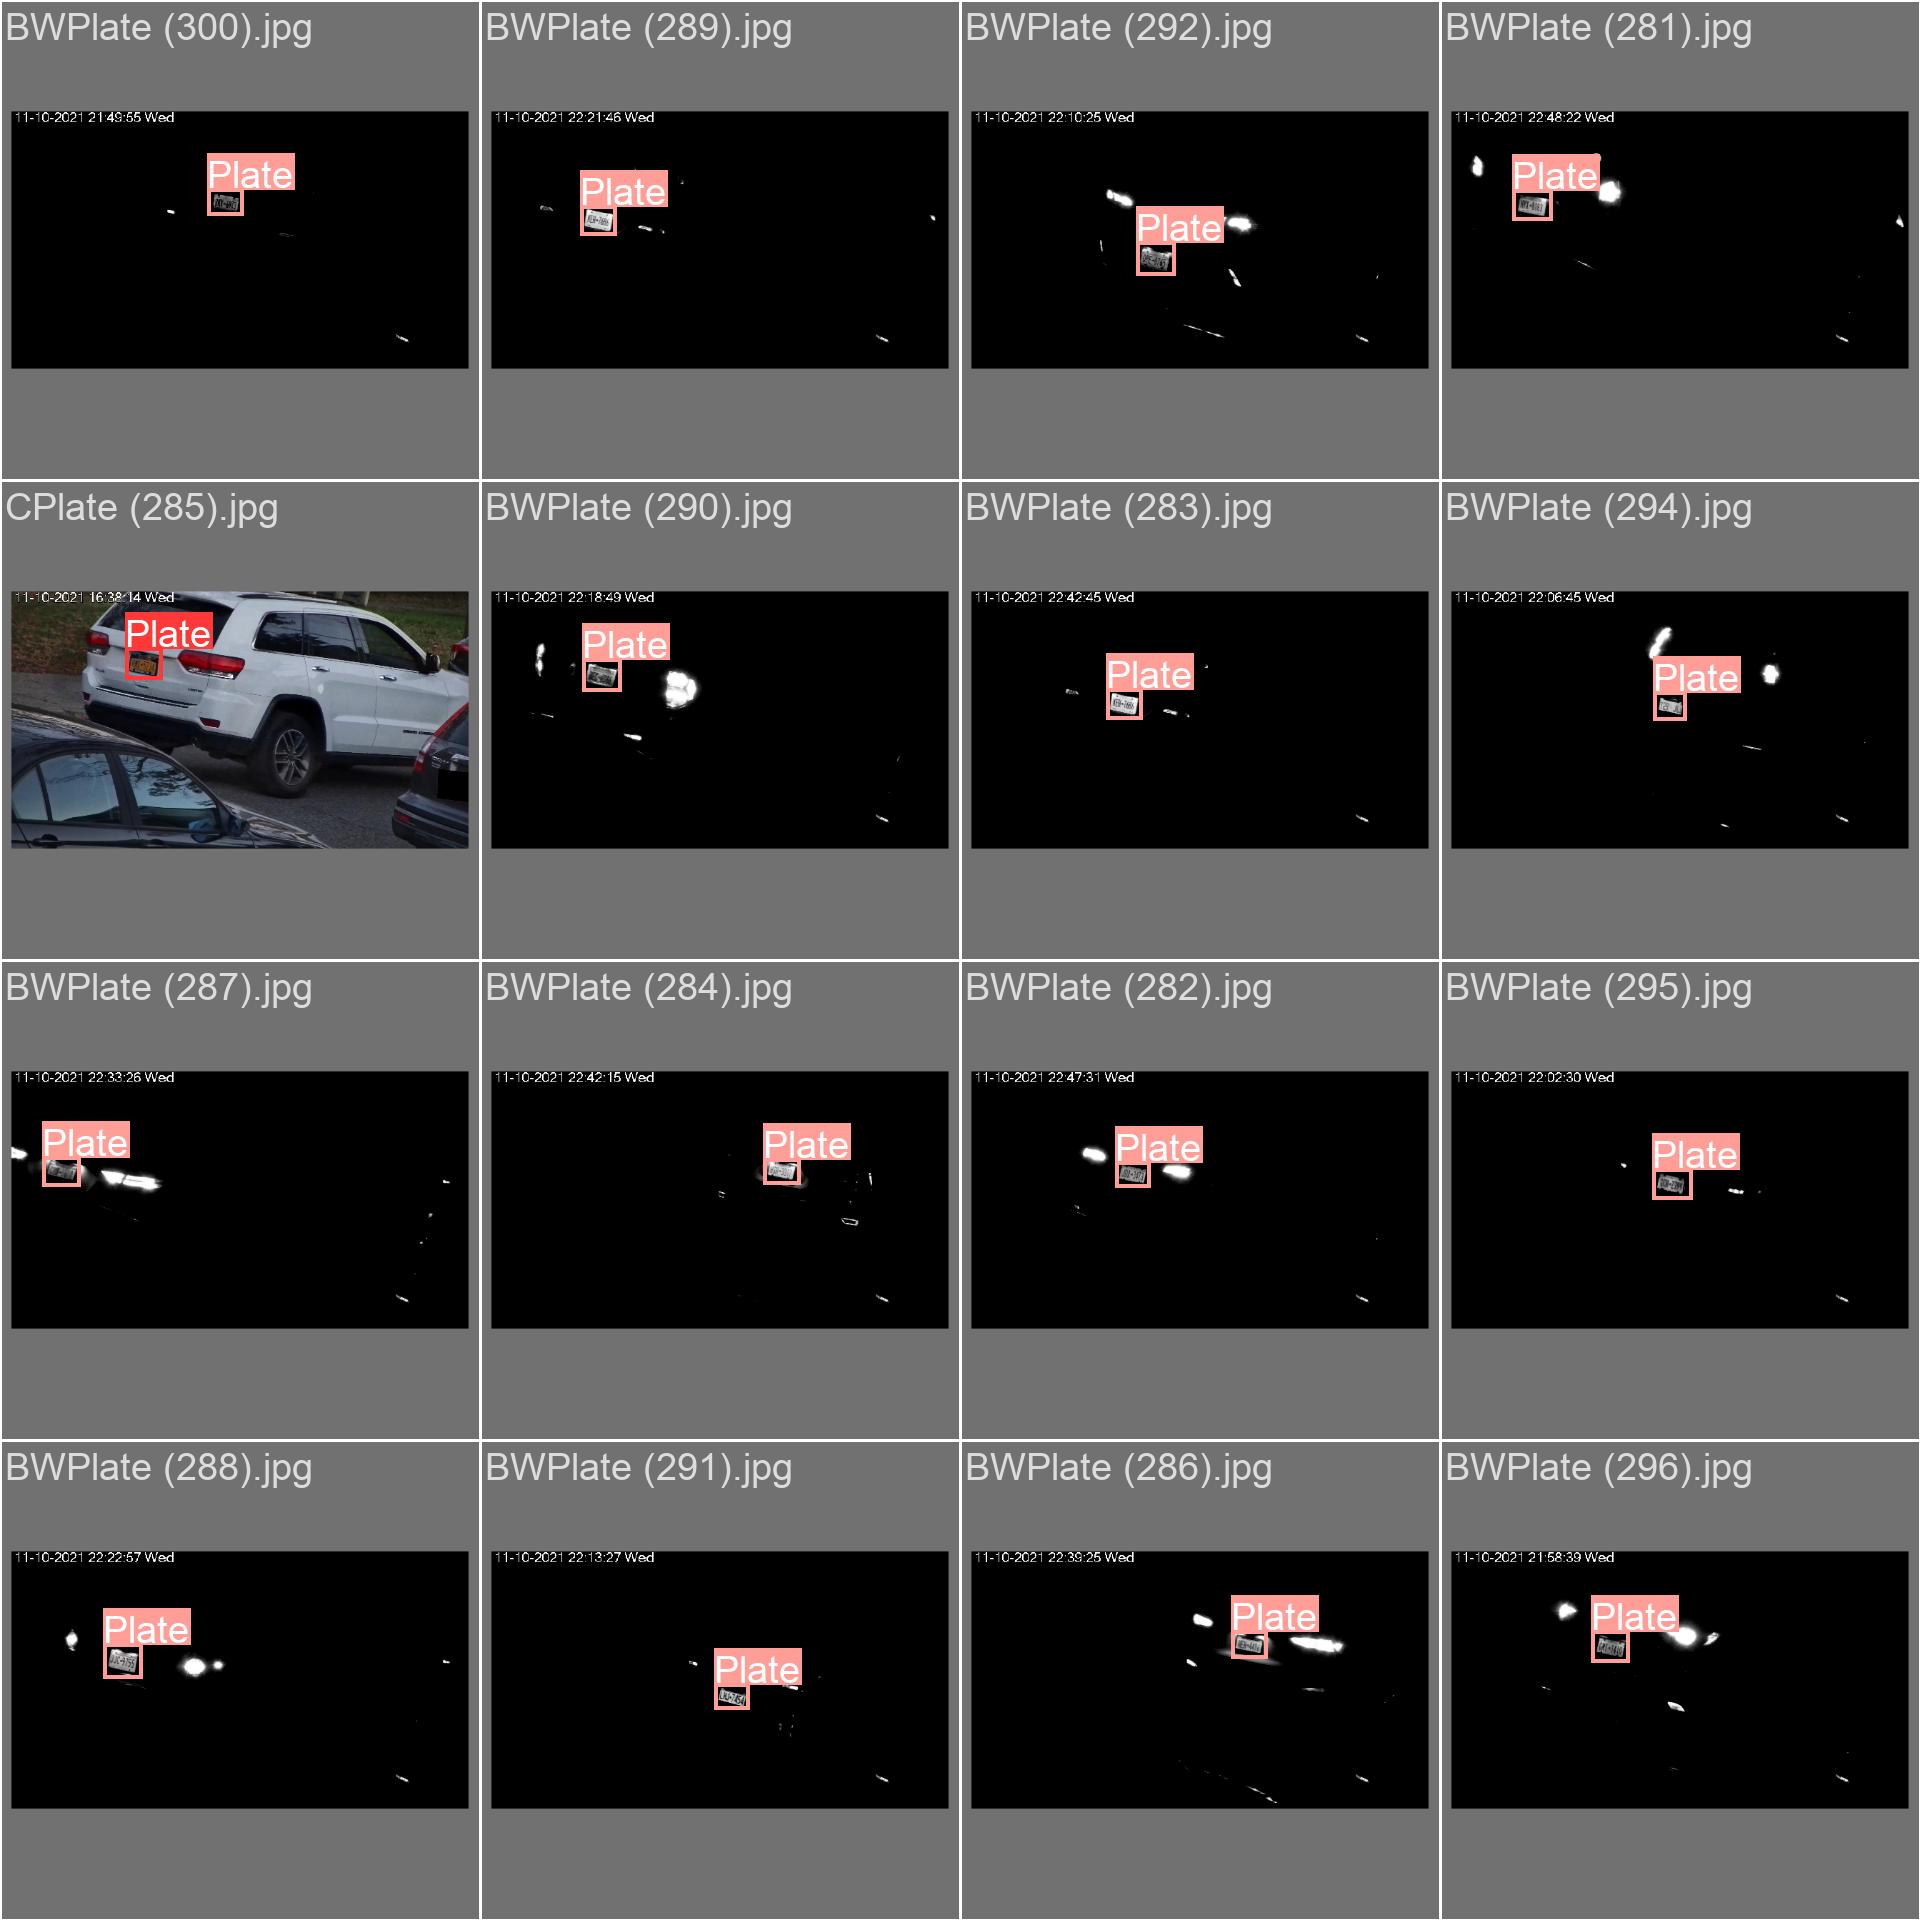 BWPlate (300).jpg
11-10-2021 21:49:55 Wed
Plate
BWPlate (289).jpg
11-10-2021 22:21:46 Wed
Plate
BWPlate (292).jpg
11-10-2021 22:10:25 Wed
Plate
BWPlate (281).jpg
11-10-2021 22:48:22 Wed
Plate
CPlate (285).jpg
11-10-2021 16:38:14 Wed
Plate
BWPlate (290).jpg
11-10-2021 22:18:49 Wed
Plate
BWPlate (283).jpg
11-10-2021 22:42:45 Wed
Plate
BWPlate (294).jpg
11-10-2021 22:06:45 Wed
Plate
BWPlate (287).jpg
11-10-2021 22:33:26 Wed
Plate
BWPlate (284).jpg
11-10-2021 22:42:15 Wed
Plate
BWPlate (282).jpg
11-10-2021 22:47:31 Wed
Plate
BWPlate (295).jpg
11-10-2021 22:02:30 Wed
Plate
BWPlate (288).jpg
11-10-2021 22:22:57 Wed
Plate
BWPlate (291).jpg
11-10-2021 22:13:27 Wed
Plate
BWPlate (286).jpg
11-10-2021 22:39:25 Wed
Plate
BWPlate (296).jpg
11-10-2021 21:58:39 Wed
Plate